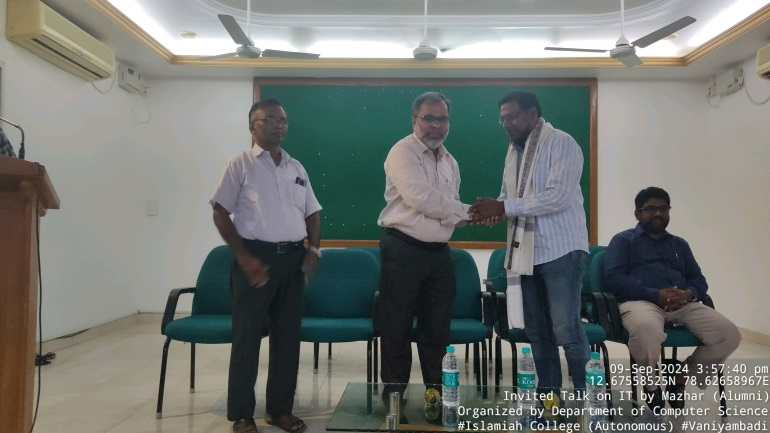 09-Sep-2024 3:57:40 pm
12.67558525N 78.62658967E
Invited Talk on IT by Mazhar (Alumni)
Organized by Department of Computer Science
#Islamiah College (Autonomous) #Vaniyambadi